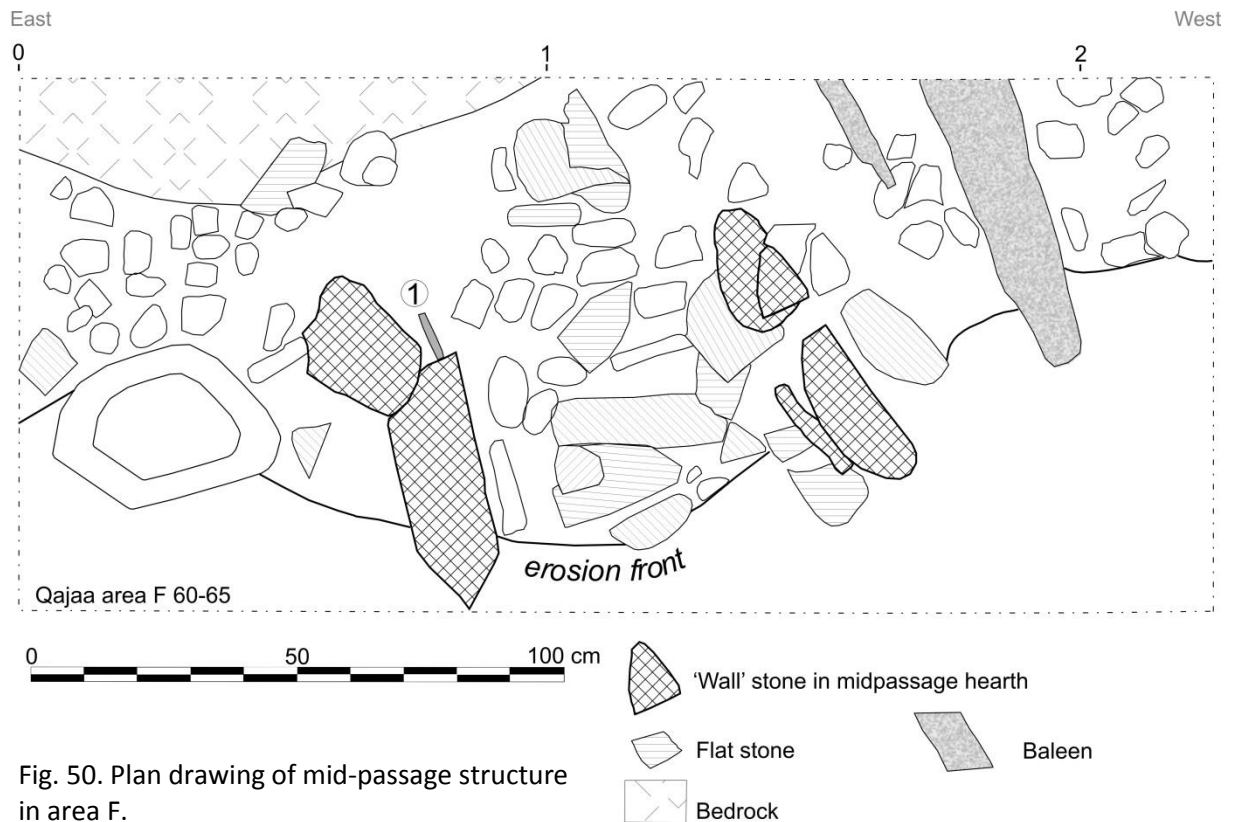 East
West
0
1
2
1
erosion front
Qajaa area F 60-65
0
50
100 cm
‘Wall’ stone in midpassage hearth
Flat stone
Baleen
Bedrock
Fig. 50. Plan drawing of mid-passage structure
in area F.